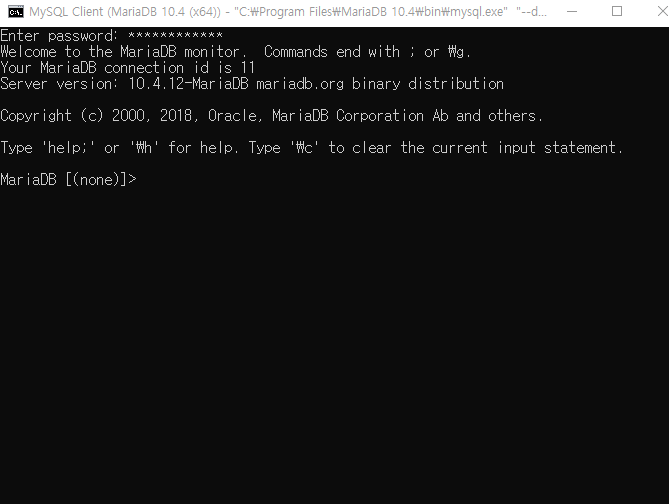 MySQL Client (MariaDB 10.4 (x64)) - "C:₩Program Files₩MariaDB 10.4₩bin₩mysql.exe"  "--d...
Enter password: ************
Welcome to the MariaDB monitor.  Commands end with ; or ₩g.
Your MariaDB connection id is 11
Server version: 10.4.12-MariaDB mariadb.org binary distribution
Copyright (c) 2000, 2018, Oracle, MariaDB Corporation Ab and others.
Type 'help;' or '₩h' for help. Type '₩c' to clear the current input statement.
MariaDB [(none)]>